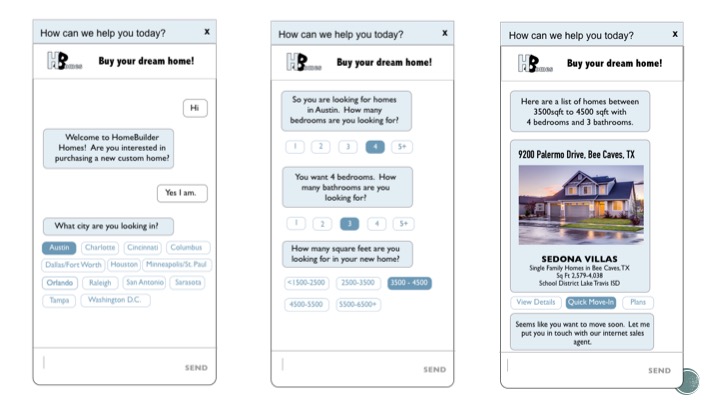 How can we help you today?
x
HB
Homes
Buy your dream home!
Hi
Welcome to HomeBuilder
Homes! Are you interested in
purchasing a new custom home?
Yes I am.
What city are you looking in?
Austin Charlotte Cincinnati Columbus
Dallas/Fort Worth Houston Minneapolis/St. Paul
Orlando Raleigh San Antonio Sarasota
Tampa Washington D.C.
SEND
How can we help you today?
x
HB
Homes
Buy your dream home!
So you are looking for homes
in Austin. How many
bedrooms are you looking for?
1 2 3 4 5+
You want 4 bedrooms. How
many bathrooms are you
looking for?
1 2 3 4 5+
How many square feet are you
looking for in your new home?
<1500-2500 2500-3500 3500 - 4500
4500-5500 5500-6500+
SEND
How can we help you today?
x
HB
Homes
Buy your dream home!
Here are a list of homes between
3500sqft to 4500 sqft with
4 bedrooms and 3 bathrooms.
9200 Palermo Drive, Bee Caves, TX
SEDONA VILLAS
Single Family Homes in Bee Caves, TX
Sq Ft 2,579-4,038
School District Lake Travis ISD
View Details Quick Move-In Plans
Seems like you want to move soon. Let me
put you in touch with our internet sales
agent.
SEND